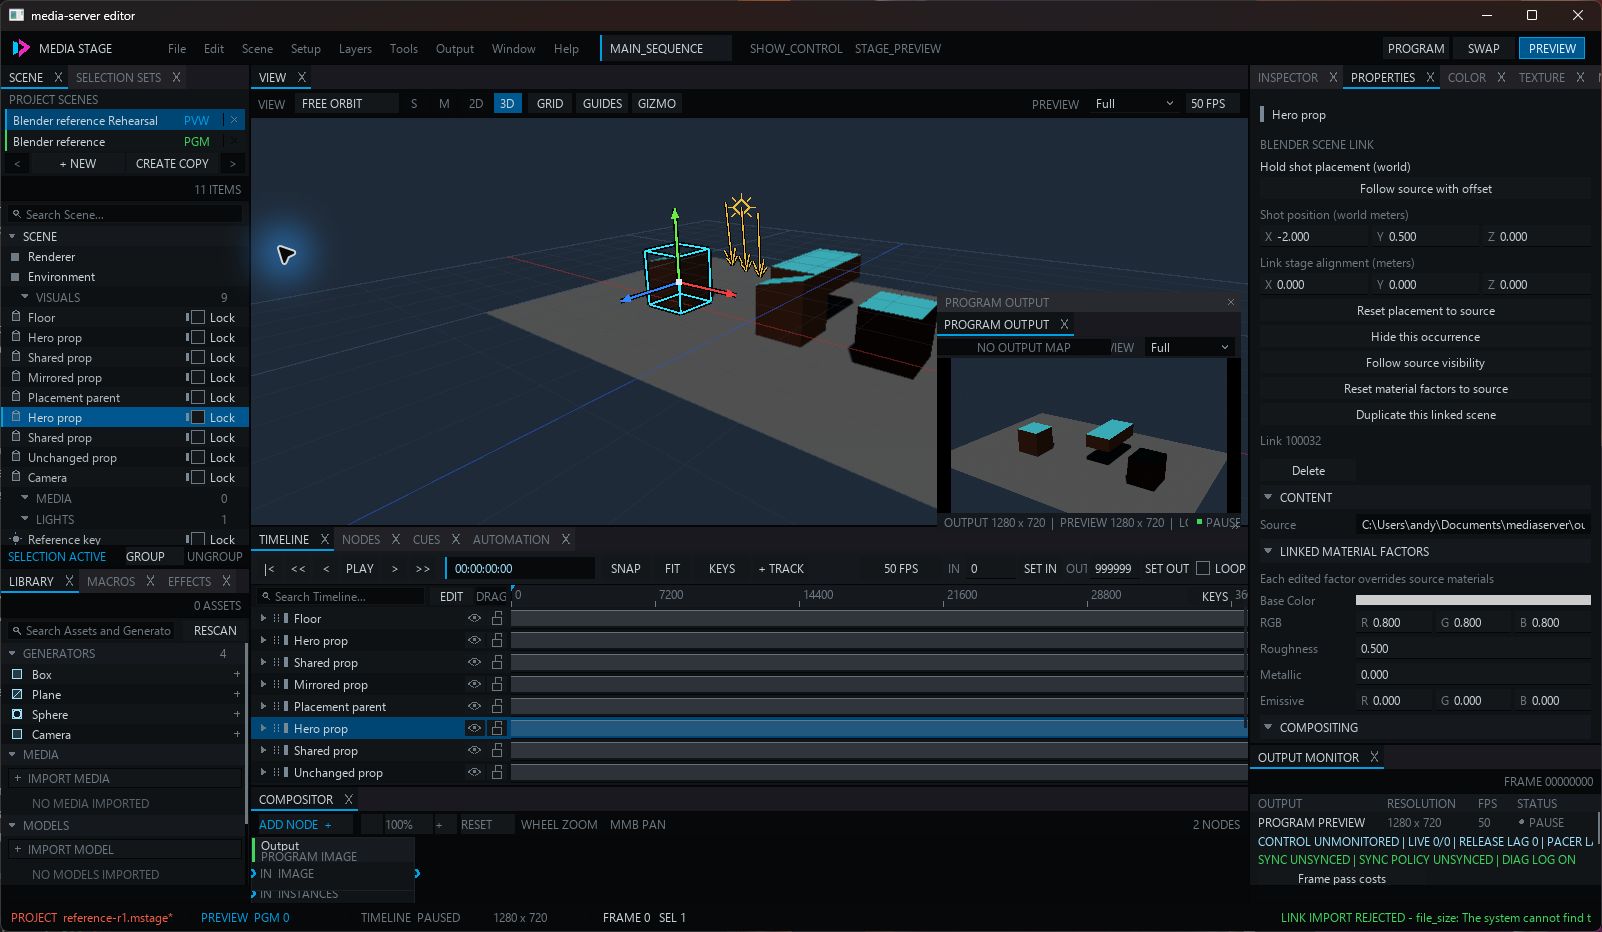 media-server editor
MEDIA STAGE File Edit Scene Setup Layers Tools Output Window Help MAIN_SEQUENCE SHOW_CONTROL STAGE_PREVIEW PROGRAM SWAP PREVIEW
SCENE X SELECTION SETS X
PROJECT SCENES
Blender reference Rehearsal PVW ×
Blender reference PGM
< + NEW CREATE COPY >
11 ITEMS
Search Scene...
SCENE
Renderer
Environment
VISUALS 9
Floor Lock
Hero prop Lock
Shared prop Lock
Mirrored prop Lock
Placement parent Lock
Hero prop Lock
Shared prop Lock
Unchanged prop Lock
Camera Lock
MEDIA 0
LIGHTS 1
Reference key Lock
SELECTION ACTIVE GROUP UNGROUP
LIBRARY X MACROS X EFFECTS X
0 ASSETS
Search Assets and Generato RESCAN
GENERATORS 4
Box +
Plane +
Sphere +
Camera +
MEDIA
+ IMPORT MEDIA
NO MEDIA IMPORTED
MODELS
+ IMPORT MODEL
NO MODELS IMPORTED
VIEW X
VIEW FREE ORBIT S M 2D 3D GRID GUIDES GIZMO PREVIEW Full 50 FPS
PROGRAM OUTPUT ×
PROGRAM OUTPUT X
NO OUTPUT MAP VIEW Full
OUTPUT 1280 x 720 | PREVIEW 1280 x 720 | LC PAUSE
TIMELINE X NODES X CUES X AUTOMATION X
|< << < PLAY > >> 00:00:00:00 SNAP FIT KEYS + TRACK 50 FPS IN 0 SET IN OUT 999999 SET OUT LOOP
Search Timeline... EDIT DRAG 0 7200 14400 21600 28800 KEYS 36
Floor
Hero prop
Shared prop
Mirrored prop
Placement parent
Hero prop
Shared prop
Unchanged prop
COMPOSITOR X
ADD NODE + 100% + RESET WHEEL ZOOM MMB PAN 2 NODES
Output
PROGRAM IMAGE
IN IMAGE
IN INSTANCES
INSPECTOR X PROPERTIES X COLOR X TEXTURE X
Hero prop
BLENDER SCENE LINK
Hold shot placement (world)
Follow source with offset
Shot position (world meters)
X -2.000 Y 0.500 Z 0.000
Link stage alignment (meters)
X 0.000 Y 0.000 Z 0.000
Reset placement to source
Hide this occurrence
Follow source visibility
Reset material factors to source
Duplicate this linked scene
Link 100032
Delete
CONTENT
Source C:\Users\andy\Documents\mediaserver\ou
LINKED MATERIAL FACTORS
Each edited factor overrides source materials
Base Color
RGB R 0.800 G 0.800 B 0.800
Roughness 0.500
Metallic 0.000
Emissive R 0.000 G 0.000 B 0.000
COMPOSITING
OUTPUT MONITOR X
FRAME 00000000
OUTPUT RESOLUTION FPS STATUS
PROGRAM PREVIEW 1280 x 720 50 PAUSE
CONTROL UNMONITORED | LIVE 0/0 | RELEASE LAG 0 | PACER LA
SYNC UNSYNCED | SYNC POLICY UNSYNCED | DIAG LOG ON
Frame pass costs
PROJECT reference-r1.mstage* PREVIEW PGM 0 TIMELINE PAUSED 1280 x 720 FRAME 0 SEL 1 LINK IMPORT REJECTED - file_size: The system cannot find t